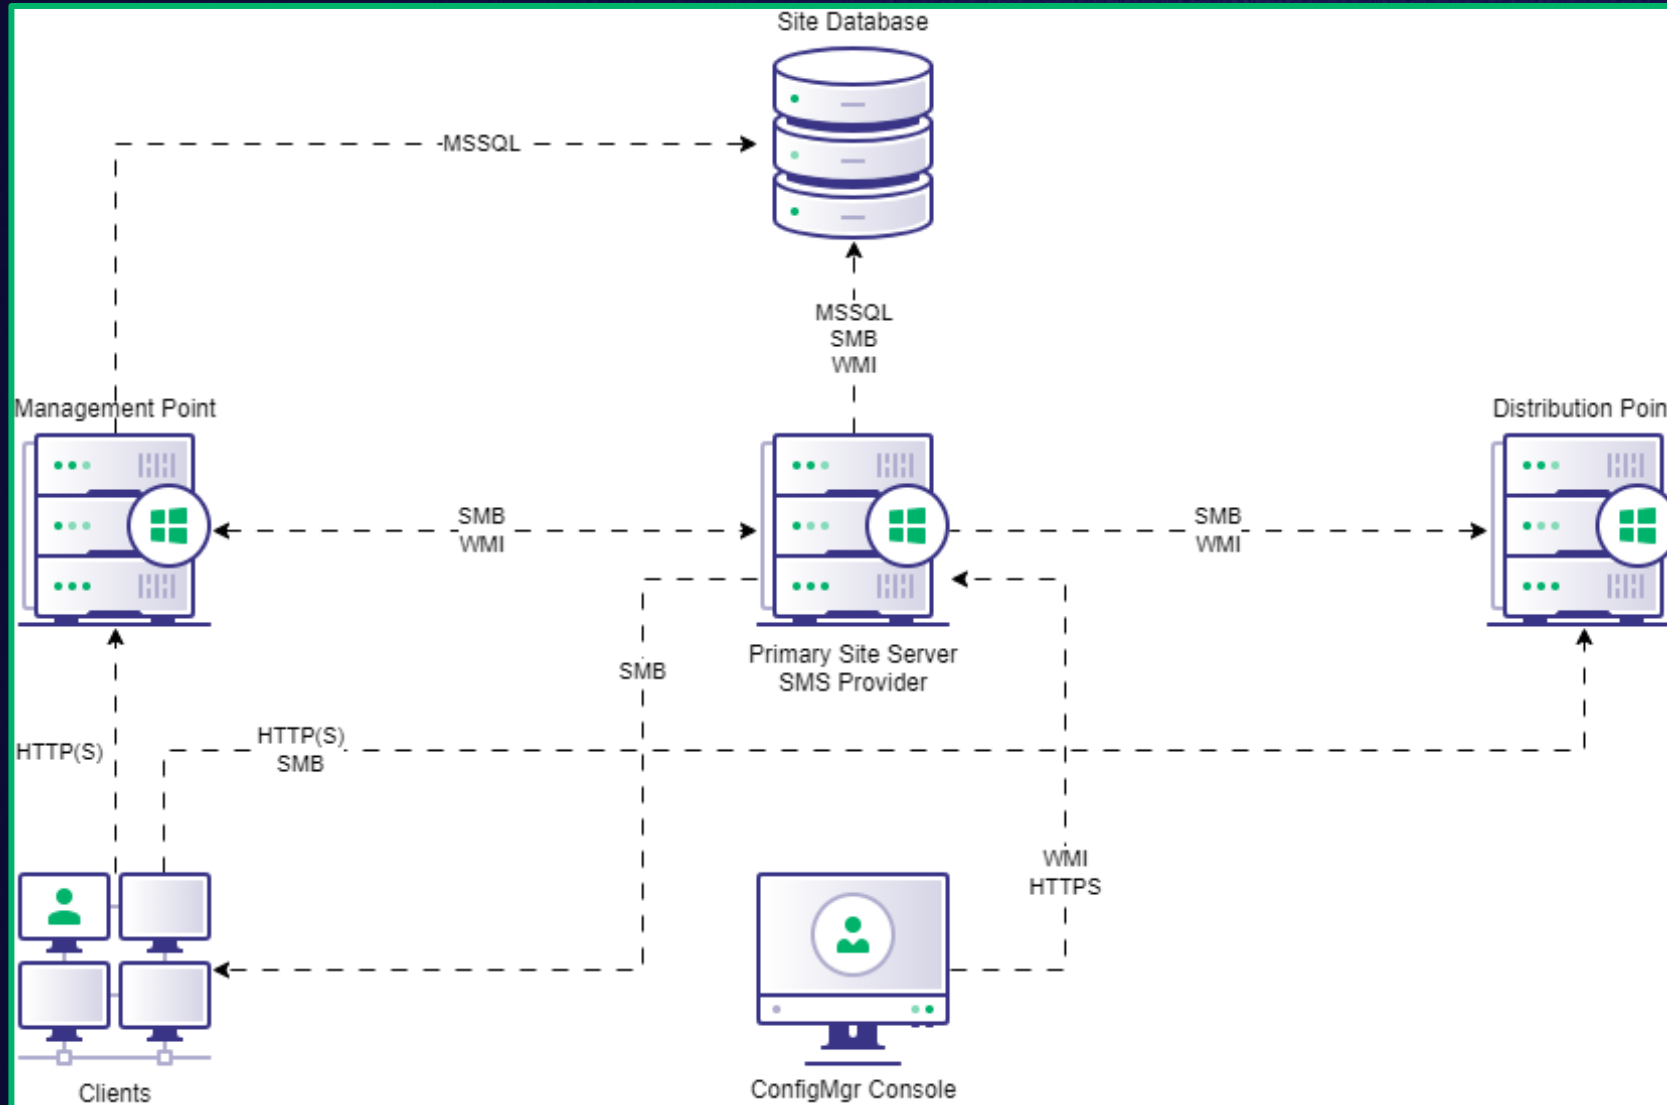 Site Database
-MSSQL
MSSQL
SMB
WMI
Management Point
Distribution Poin
SMB
WMI
SMB
WMI
Primary Site Server
SMS Provider
SMB
HTTP(S)
HTTP(S)
SMB
WMI
HTTPS
Clients
ConfigMgr Console